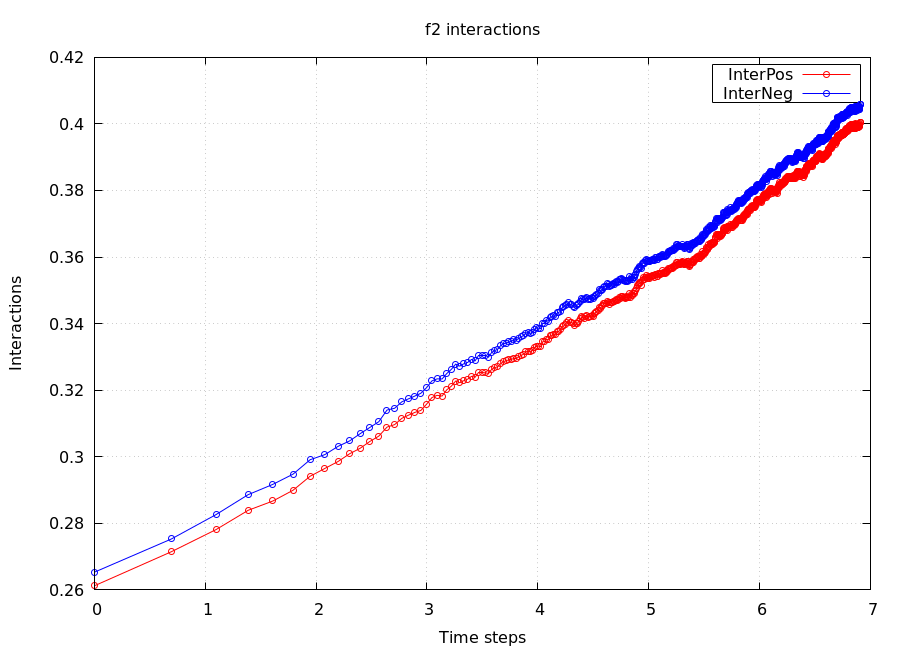 f2 interactions
InterPos
InterNeg
Interactions
0.42
0.4
0.38
0.36
0.34
0.32
0.3
0.28
0.26
0 1 2 3 4 5 6 7
Time steps